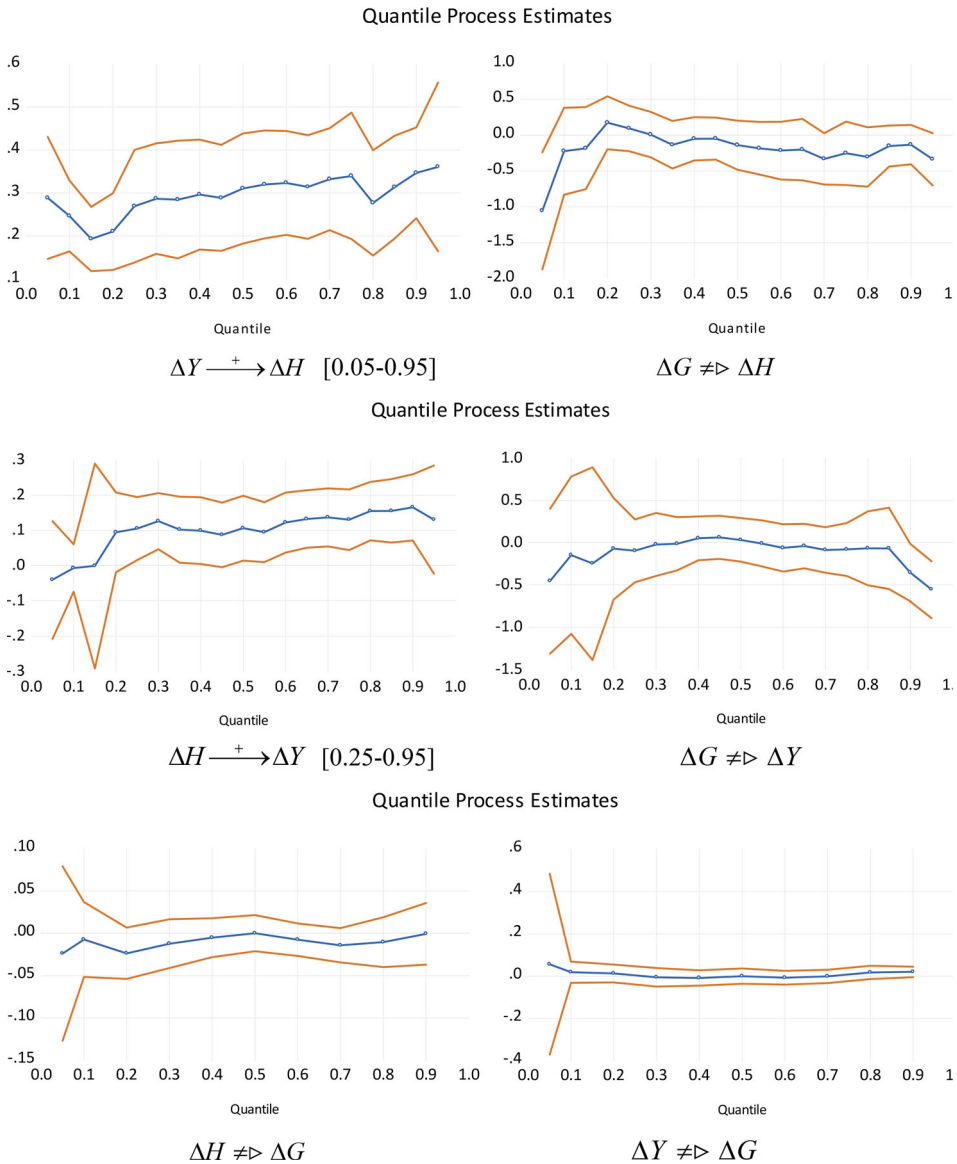 Quantile Process Estimates
.6
.5
.4
.3
.2
.1
0.0 0.1 0.2 0.3 0.4 0.5 0.6 0.7 0.8 0.9 1.0
Quantile
ΔY —+→ ΔH [0.05-0.95]
1.0
0.5
0.0
-0.5
-1.0
-1.5
-2.0
0.0 0.1 0.2 0.3 0.4 0.5 0.6 0.7 0.8 0.9 1
Quantile
ΔG ≠▷ ΔH
Quantile Process Estimates
.3
.2
.1
.0
-.1
-.2
-.3
0.0 0.1 0.2 0.3 0.4 0.5 0.6 0.7 0.8 0.9 1.0
Quantile
ΔH —+→ ΔY [0.25-0.95]
1.0
0.5
0.0
-0.5
-1.0
-1.5
0.0 0.1 0.2 0.3 0.4 0.5 0.6 0.7 0.8 0.9 1.
Quantile
ΔG ≠▷ ΔY
Quantile Process Estimates
.10
.05
.00
-.05
-.10
-.15
0.0 0.1 0.2 0.3 0.4 0.5 0.6 0.7 0.8 0.9 1.0
Quantile
ΔH ≠▷ ΔG
.6
.4
.2
.0
-.2
-.4
0.0 0.1 0.2 0.3 0.4 0.5 0.6 0.7 0.8 0.9 1.0
Quantile
ΔY ≠▷ ΔG